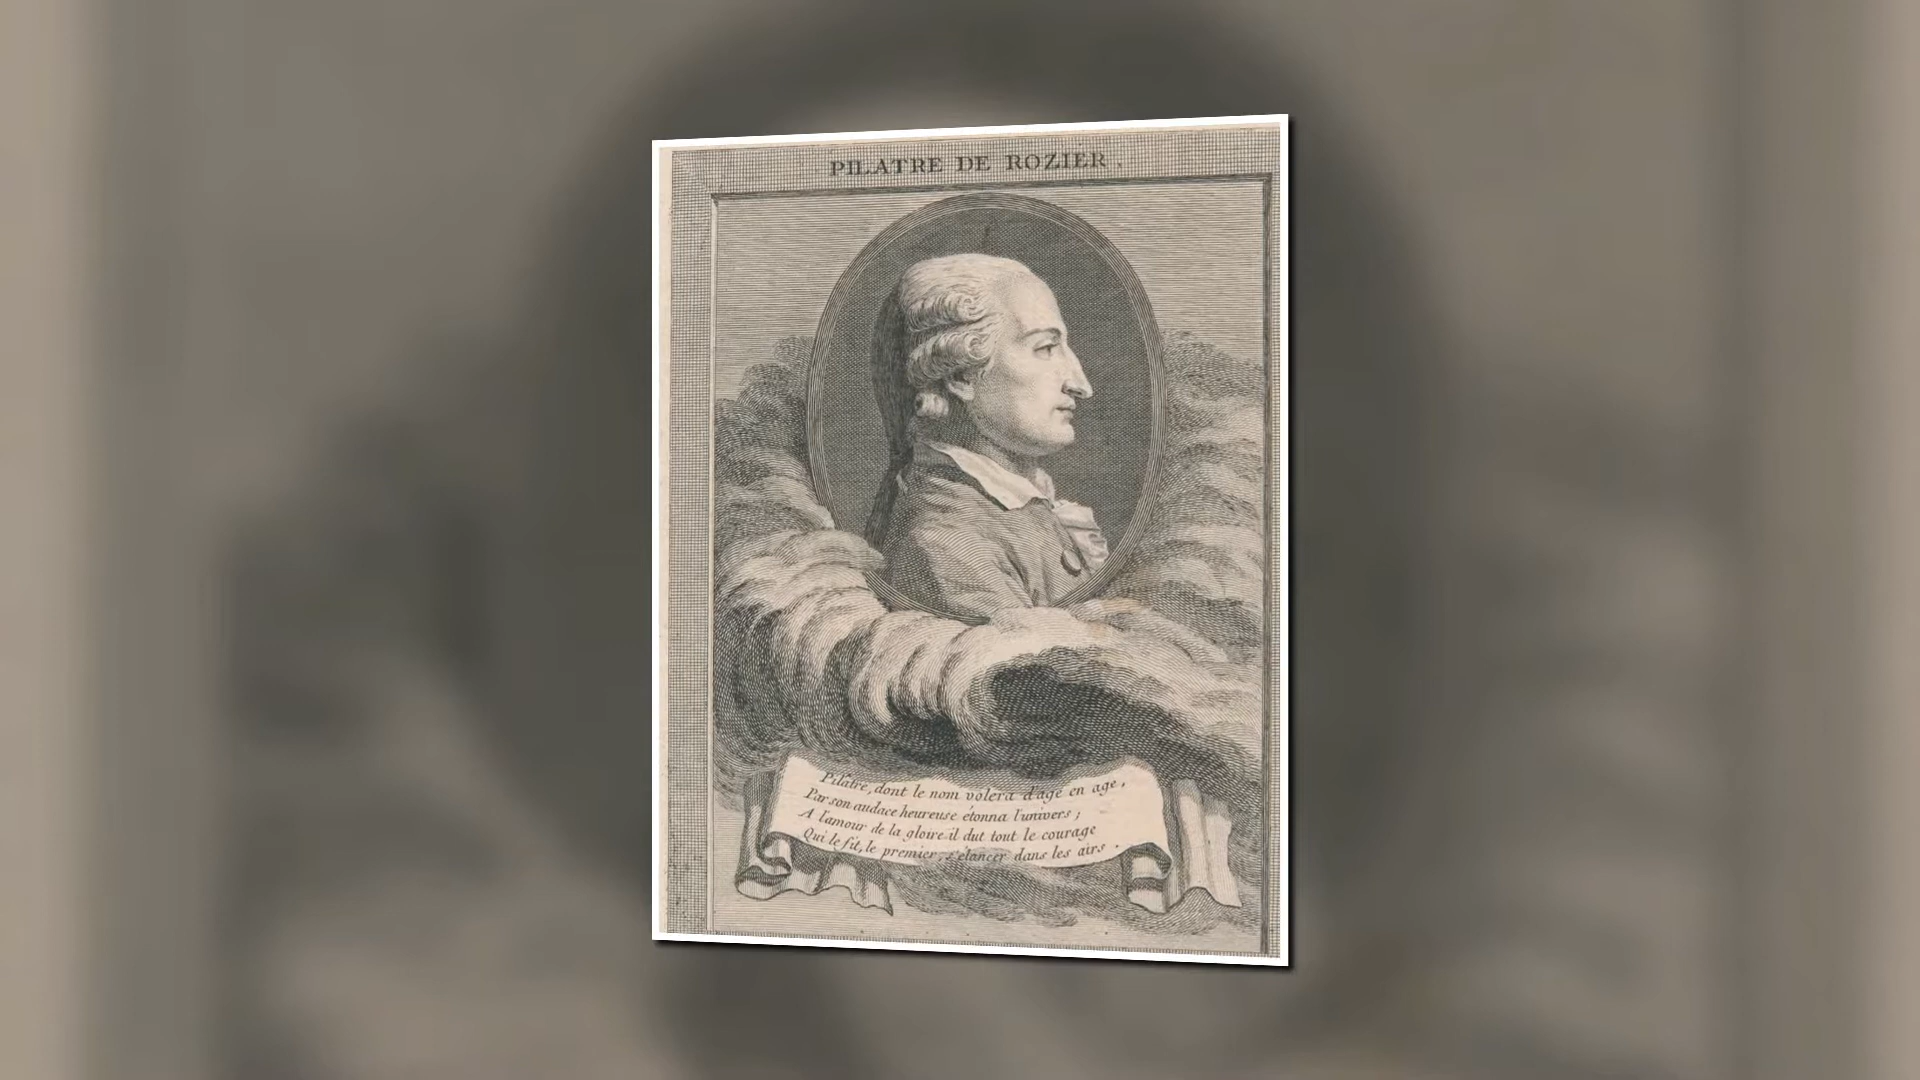 PILATRE DE ROZIER.
Pilatre, dont le nom volera d'age en age,
Par son audace heureuse étonna l'univers;
A l'amour de la gloire il dut tout le courage
Qui le fit, le premier, s'élancer dans les airs.